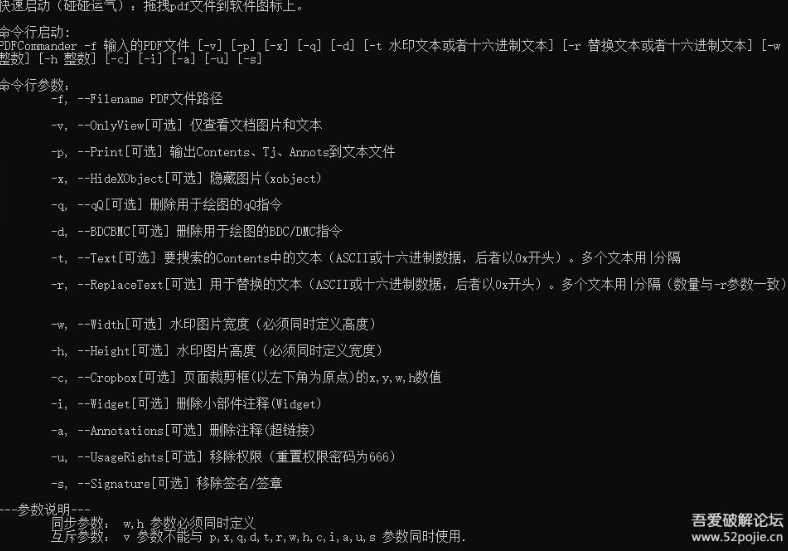 快速启动（碰碰运气）：拖拽pdf文件到软件图标上。
命令行启动:
PDFCommander -f 输入的PDF文件 [-v] [-p] [-x] [-q] [-d] [-t 水印文本或者十六进制文本] [-r 替换文本或者十六进制文本] [-w
整数] [-h 整数] [-c] [-i] [-a] [-u] [-s]
命令行参数：
-f, --Filename PDF文件路径
-v, --OnlyView[可选] 仅查看文档图片和文本
-p, --Print[可选] 输出Contents、Tj、Annots到文本文件
-x, --HideXObject[可选] 隐藏图片(xobject)
-q, --qQ[可选] 删除用于绘图的qQ指令
-d, --BDCBMC[可选] 删除用于绘图的BDC/DMC指令
-t, --Text[可选] 要搜索的Contents中的文本（ASCII或十六进制数据，后者以0x开头）。多个文本用|分隔
-r, --ReplaceText[可选] 用于替换的文本（ASCII或十六进制数据，后者以0x开头）。多个文本用|分隔（数量与-r参数一致）
-w, --Width[可选] 水印图片宽度（必须同时定义高度）
-h, --Height[可选] 水印图片高度（必须同时定义宽度）
-c, --Cropbox[可选] 页面裁剪框(以左下角为原点)的x,y,w,h数值
-i, --Widget[可选] 删除小部件注释(Widget)
-a, --Annotations[可选] 删除注释(超链接)
-u, --UsageRights[可选] 移除权限（重置权限密码为666）
-s, --Signature[可选] 移除签名/签章
---参数说明---
同步参数： w,h 参数必须同时定义
互斥参数： v 参数不能与 p,x,q,d,t,r,w,h,c,i,a,u,s 参数同时使用.
吾爱破解论坛
www.52pojie.cn